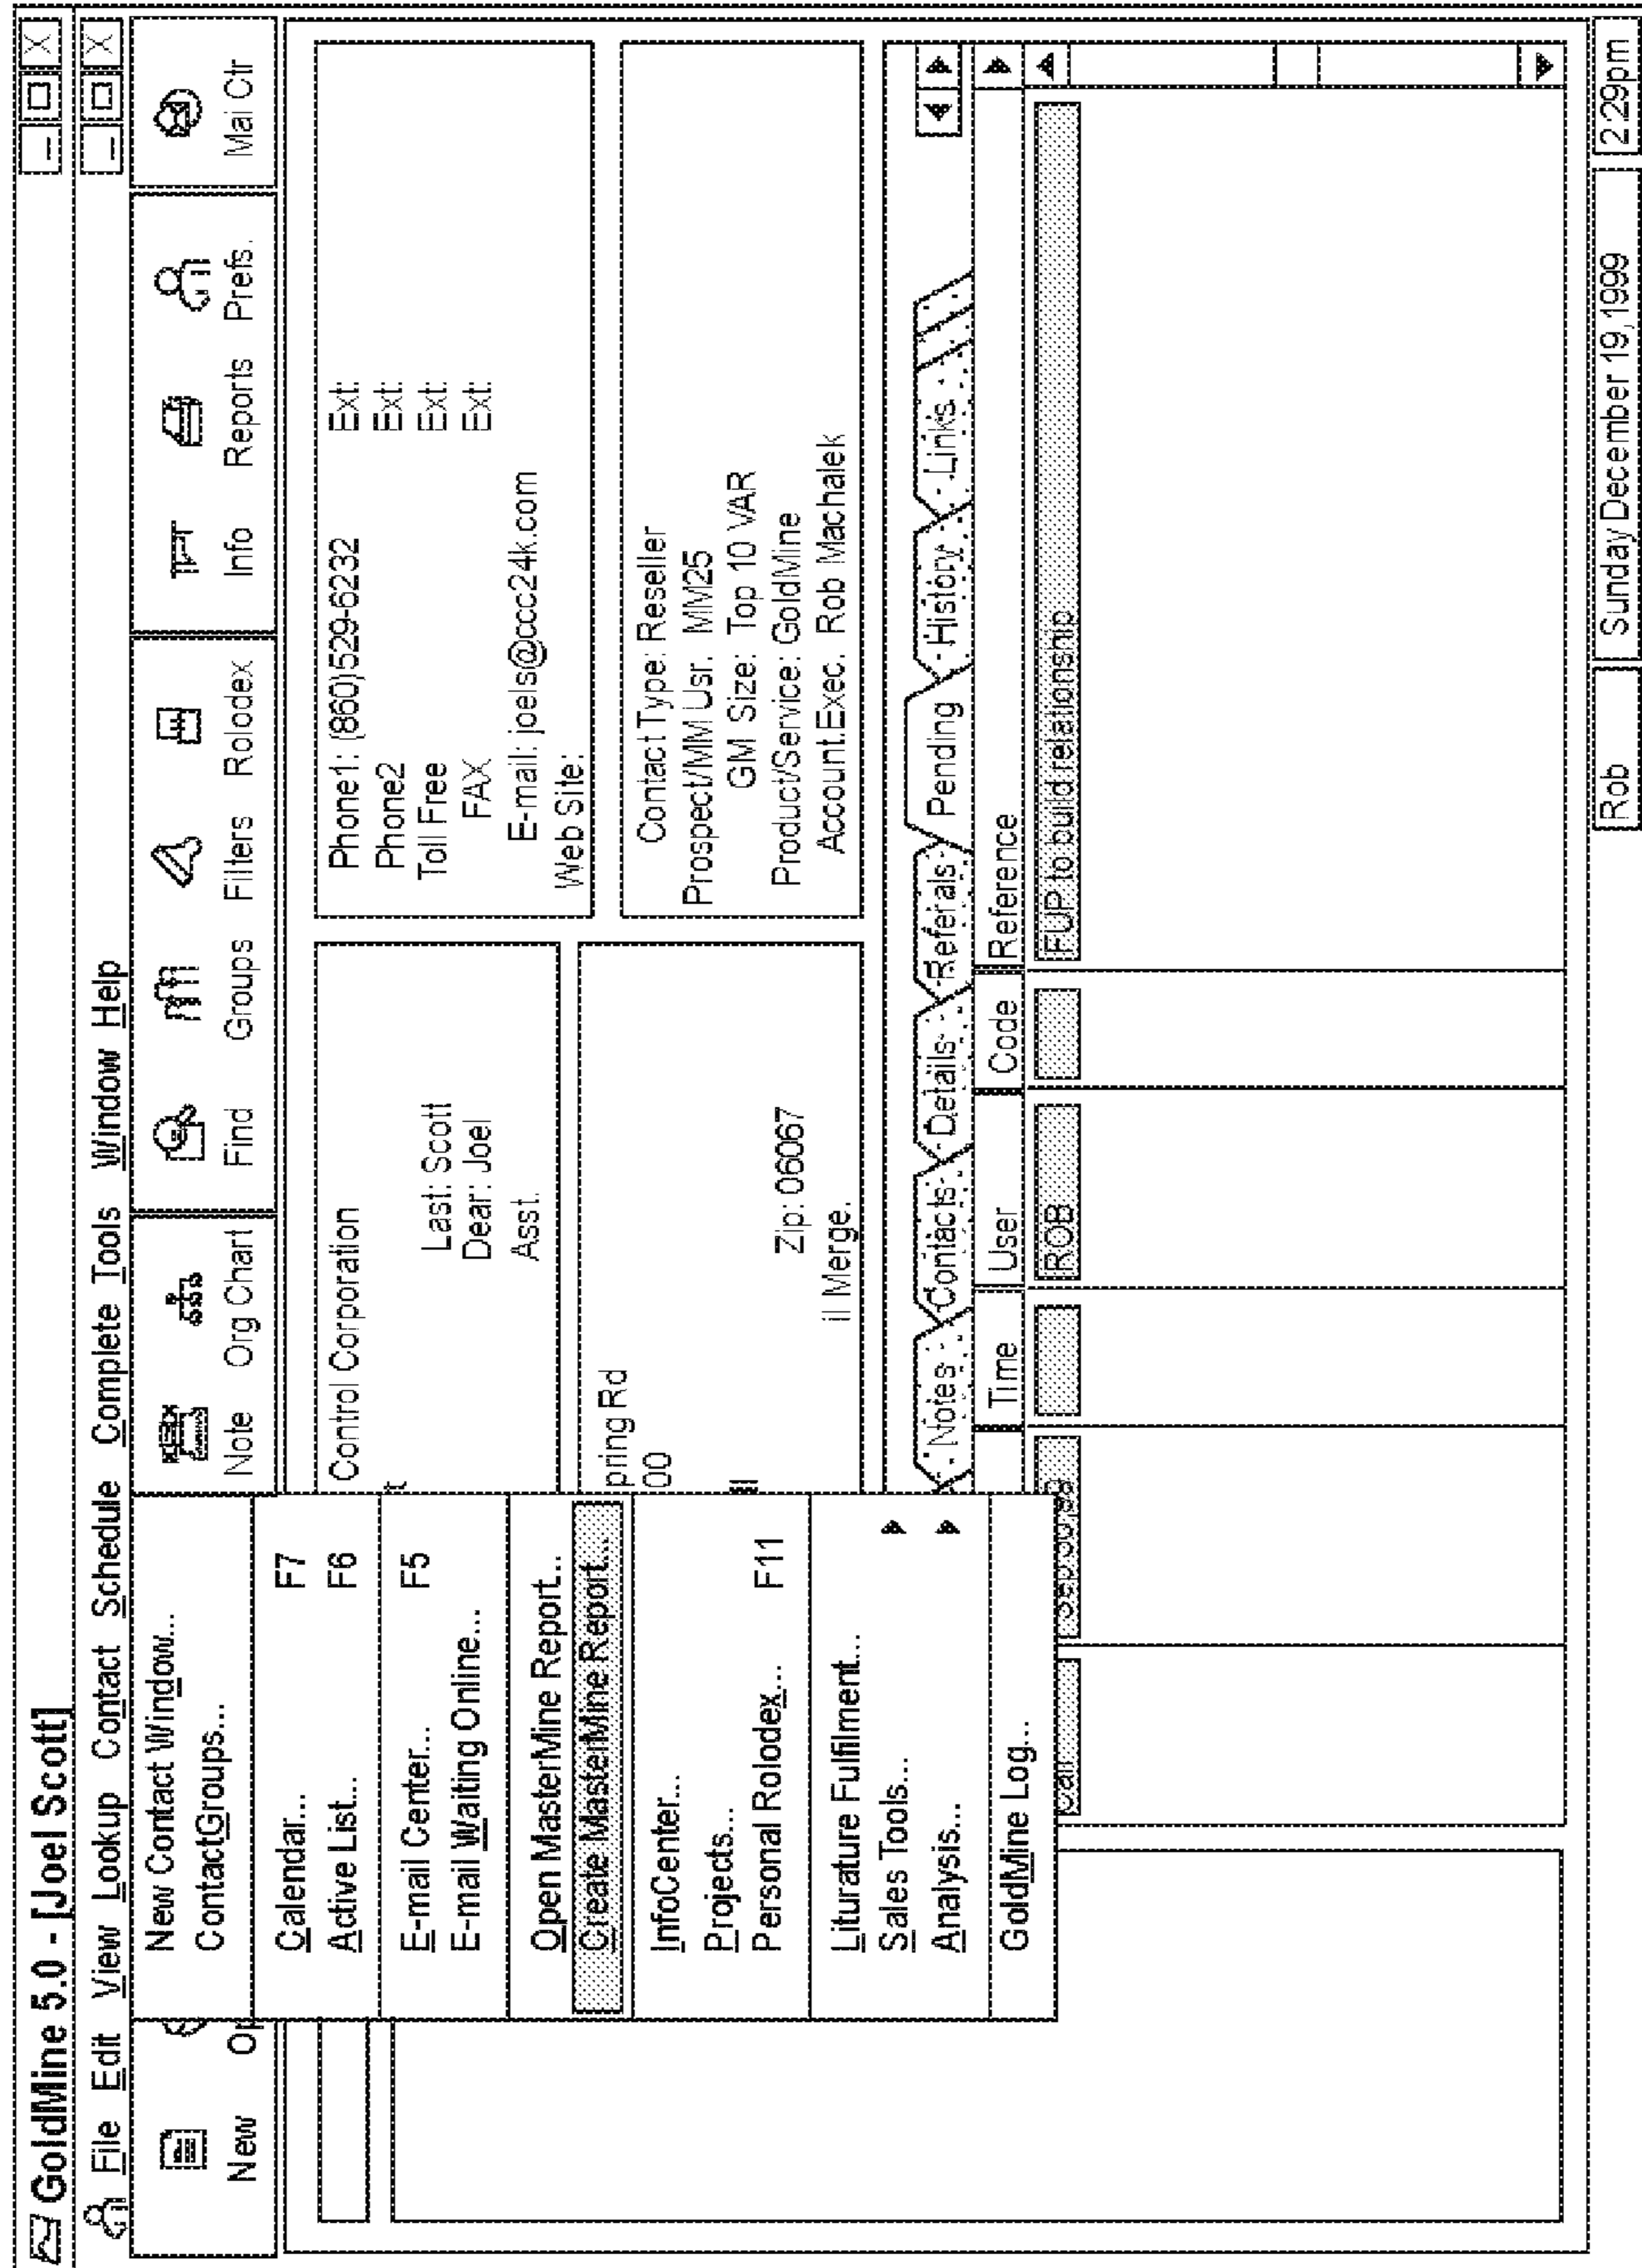 GoldMine 5.0 - [Joel Scott]
File Edit View Lookup Contact Schedule Complete Tools Window Help
New Op Note Org Chart Find Groups Filters Rolodex Info Reports Prefs. Mai Ctr
New Contact Window...
ContactGroups...
Calendar... F7
Active List... F6
E-mail Center... F5
E-mail Waiting Online...
Open MasterMine Report...
Create MasterMine Report...
InfoCenter...
Projects...
Personal Rolodex... F11
Liturature Fulfilment...
Sales Tools...
Analysis...
GoldMine Log...
Control Corporation
Last: Scott
Dear: Joel
Asst.
pring Rd
00
Zip: 06067
il Merge.
Phone1: (860)529-6232 Ext:
Phone2 Ext:
Toll Free Ext:
FAX Ext:
E-mail: joels@ccc24k.com
Web Site:
Contact Type: Reseller
Prospect/MM Usr. MM25
GM Size: Top 10 VAR
Product/Service: GoldMine
Account.Exec. Rob Machalek
Notes Contacts Details Referals Pending History Links
Time User Code Reference
ROB FUP to build relationship
Rob Sunday December 19,1999 2:29pm